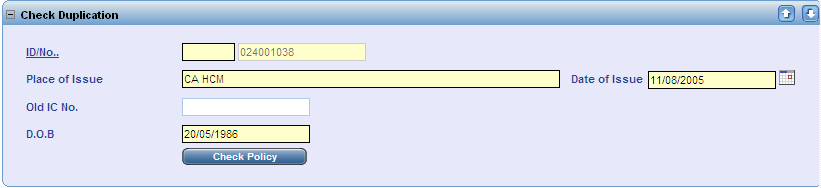 Check Duplication
ID/No.. 024001038
Place of Issue CA HCM Date of Issue 11/08/2005
Old IC No.
D.O.B 20/05/1986
Check Policy